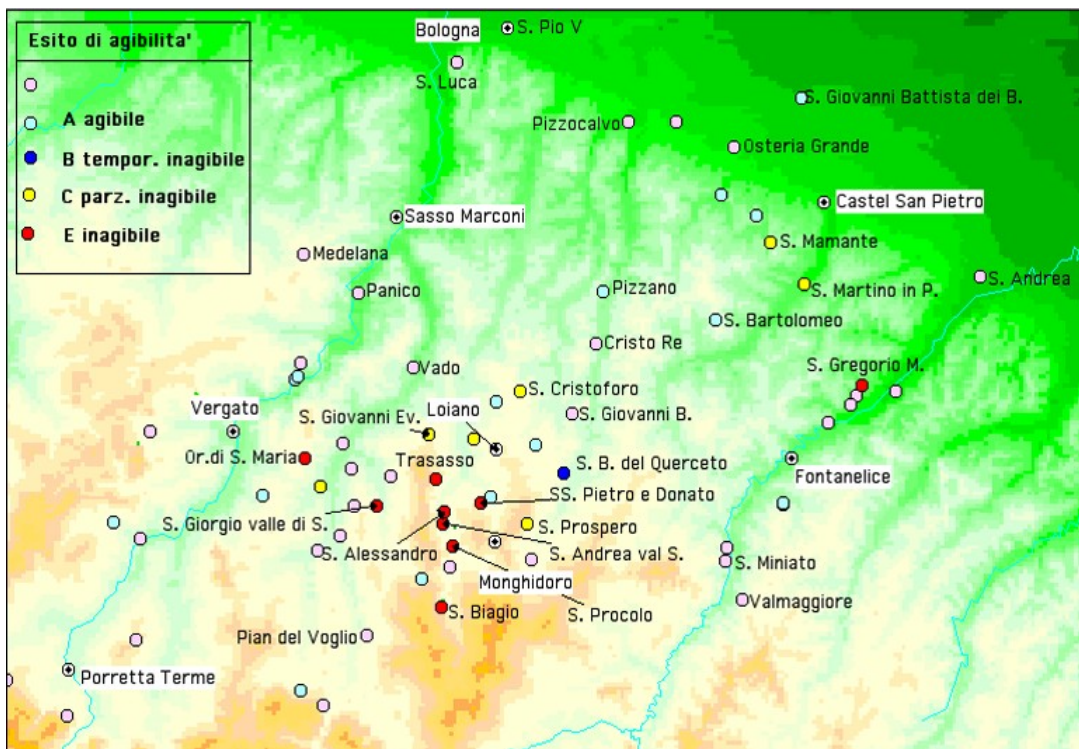 Esito di agibilita'
A agibile
B tempor. inagibile
C parz. inagibile
E inagibile
Bologna
S. Pio V
S. Luca
S. Giovanni Battista dei B.
Pizzocalvo
Osteria Grande
Castel San Pietro
Sasso Marconi
S. Mamante
Medelana
S. Andrea
Panico
Pizzano
S. Martino in P.
S. Bartolomeo
Cristo Re
Vado
S. Gregorio M.
S. Cristoforo
Vergato
S. Giovanni Ev.
Loiano
S. Giovanni B.
Or.di S. Maria
Trasasso
S. B. del Querceto
Fontanelice
SS. Pietro e Donato
S. Giorgio valle di S.
S. Prospero
S. Alessandro
S. Andrea val S.
S. Miniato
Monghidoro
Valmaggiore
S. Biagio
S. Procolo
Pian del Voglio
Porretta Terme